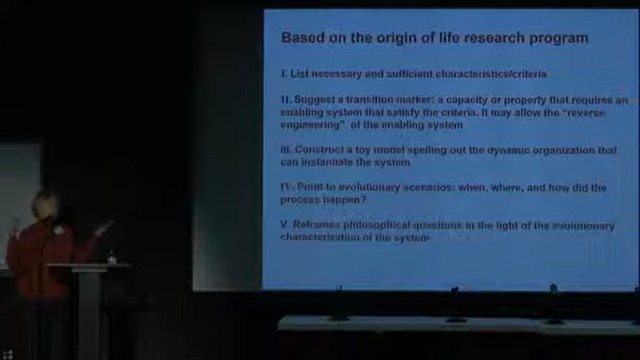 Based on the origin of life research program
I. List necessary and sufficient characteristics/criteria
II. Suggest a transition marker: a capacity or property that requires an
enabling system that satisfy the criteria. It may allow the "reverse
engineering" of the enabling system
III. Construct a toy model spelling out the dynamic organization that
can instantiate the system
IV. Point to evolutionary scenarios: when, where, and how did the
process happen?
V. Reframes philosophical questions in the light of the evolutionary
characterization of the system